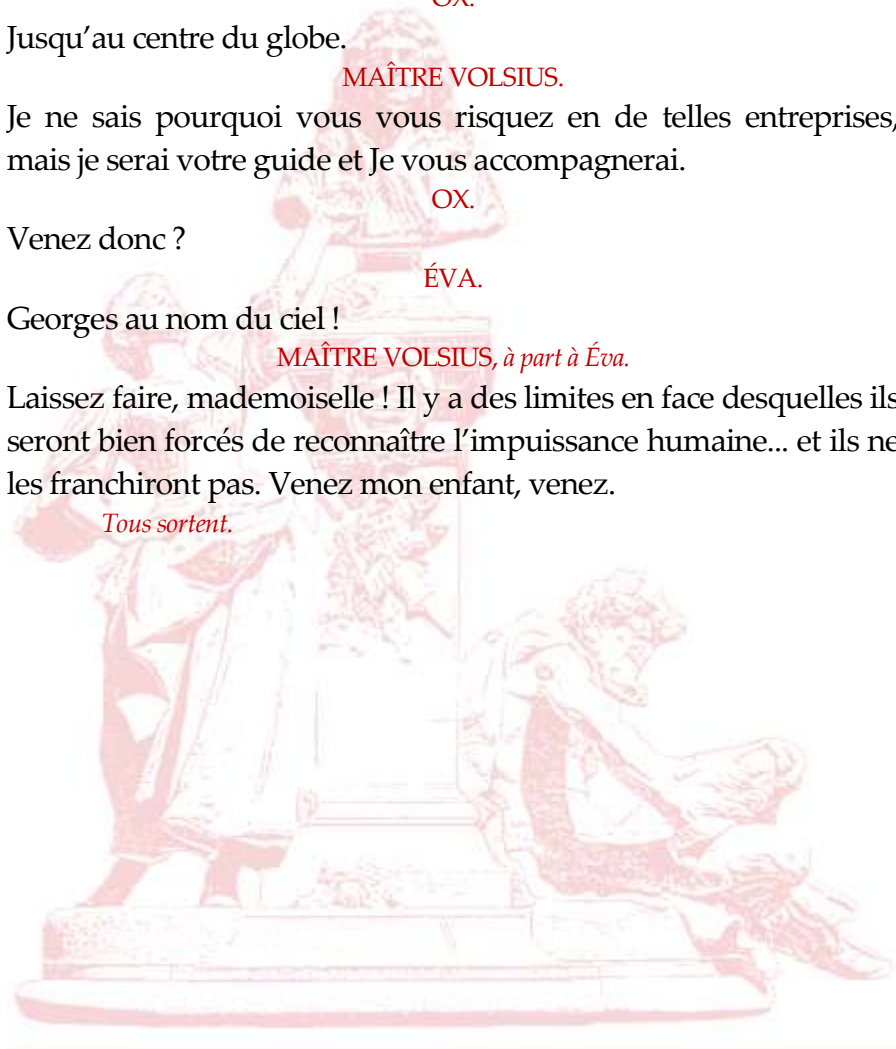 OX.
Jusqu’au centre du globe.
MAÎTRE VOLSIUS.
Je ne sais pourquoi vous vous risquez en de telles entreprises,
mais je serai votre guide et Je vous accompagnerai.
OX.
Venez donc ?
ÉVA.
Georges au nom du ciel !
MAÎTRE VOLSIUS, à part à Éva.
Laissez faire, mademoiselle ! Il y a des limites en face desquelles ils
seront bien forcés de reconnaître l’impuissance humaine... et ils ne
les franchiront pas. Venez mon enfant, venez.
Tous sortent.